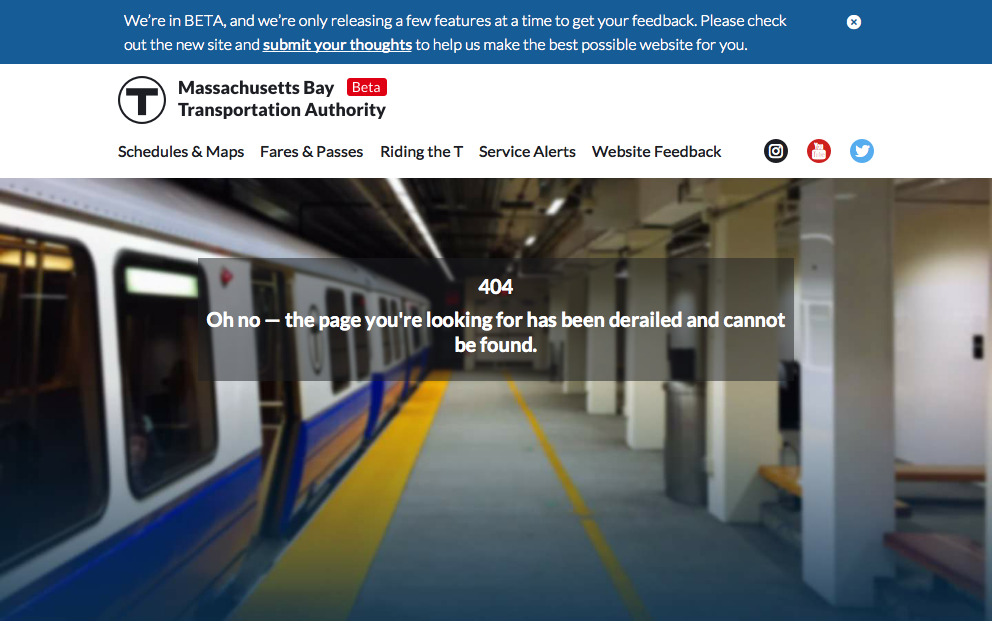 We're in BETA, and we're only releasing a few features at a time to get your feedback. Please check
out the new site and submit your thoughts to help us make the best possible website for you.
T
Massachusetts Bay Beta
Transportation Authority
Schedules & Maps Fares & Passes Riding the T Service Alerts Website Feedback
404
Oh no — the page you're looking for has been derailed and cannot
be found.